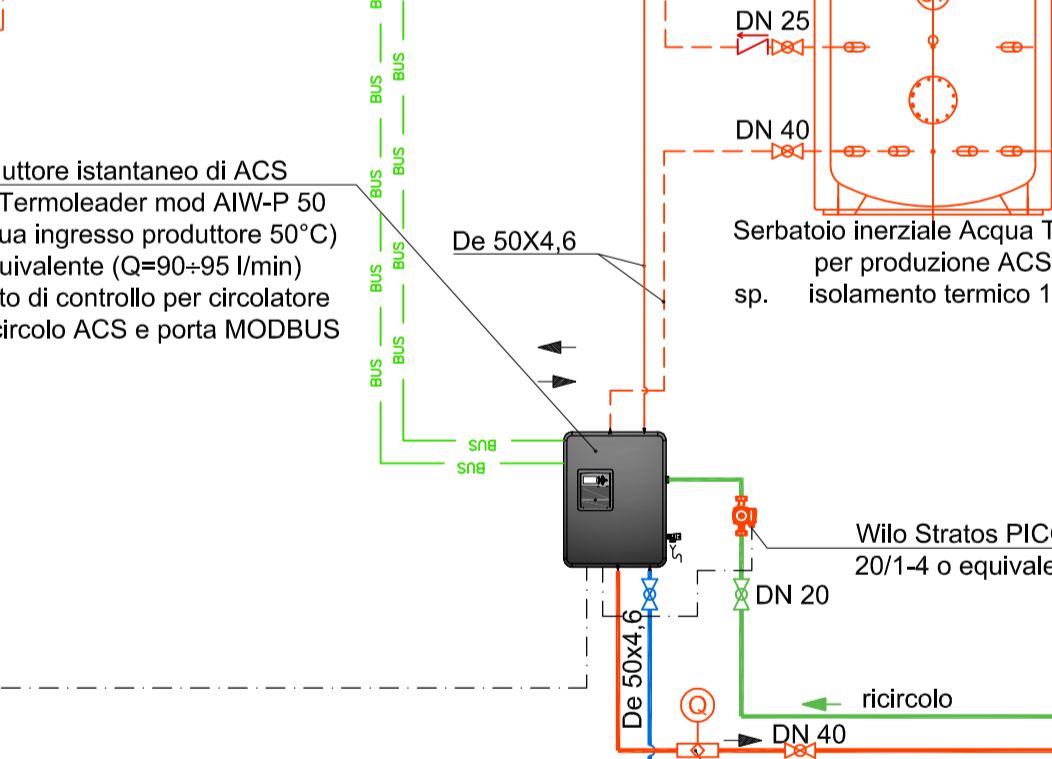 DN 25
BUS
BUS
BUS
BUS
DN 40
BUS
BUS
uttore istantaneo di ACS
Termoleader mod AIW-P 50
ua ingresso produttore 50°C)
uivalente (Q=90÷95 l/min)
to di controllo per circolatore
circolo ACS e porta MODBUS
BUS
BUS
BUS
BUS
De 50X4,6
Serbatoio inerziale Acqua T
per produzione ACS
sp. isolamento termico 1
BUS
BUS
Wilo Stratos PICO
20/1-4 o equivale
DN 20
De 50x4,6
ricircolo
Q
DN 40